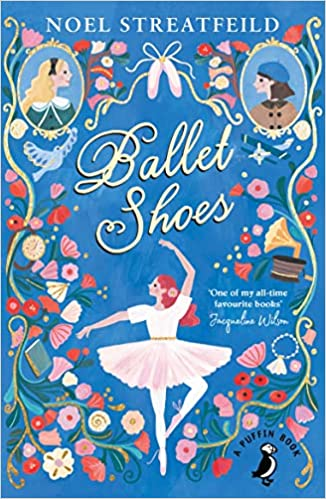 NOEL STREATFEILD
Ballet
Shoes
'One of my all-time
favourite books'
Jacqueline Wilson
A PUFFIN BOOK